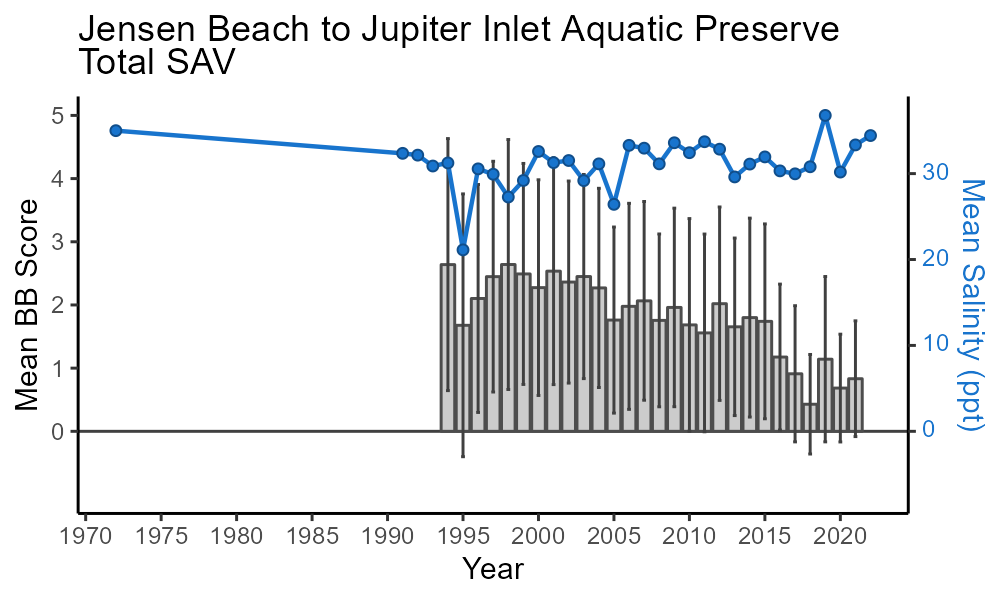 Jensen Beach to Jupiter Inlet Aquatic Preserve
Total SAV
5
4
3
2
1
0
Mean BB Score
30
20
10
0
Mean Salinity (ppt)
1970 1975 1980 1985 1990 1995 2000 2005 2010 2015 2020
Year